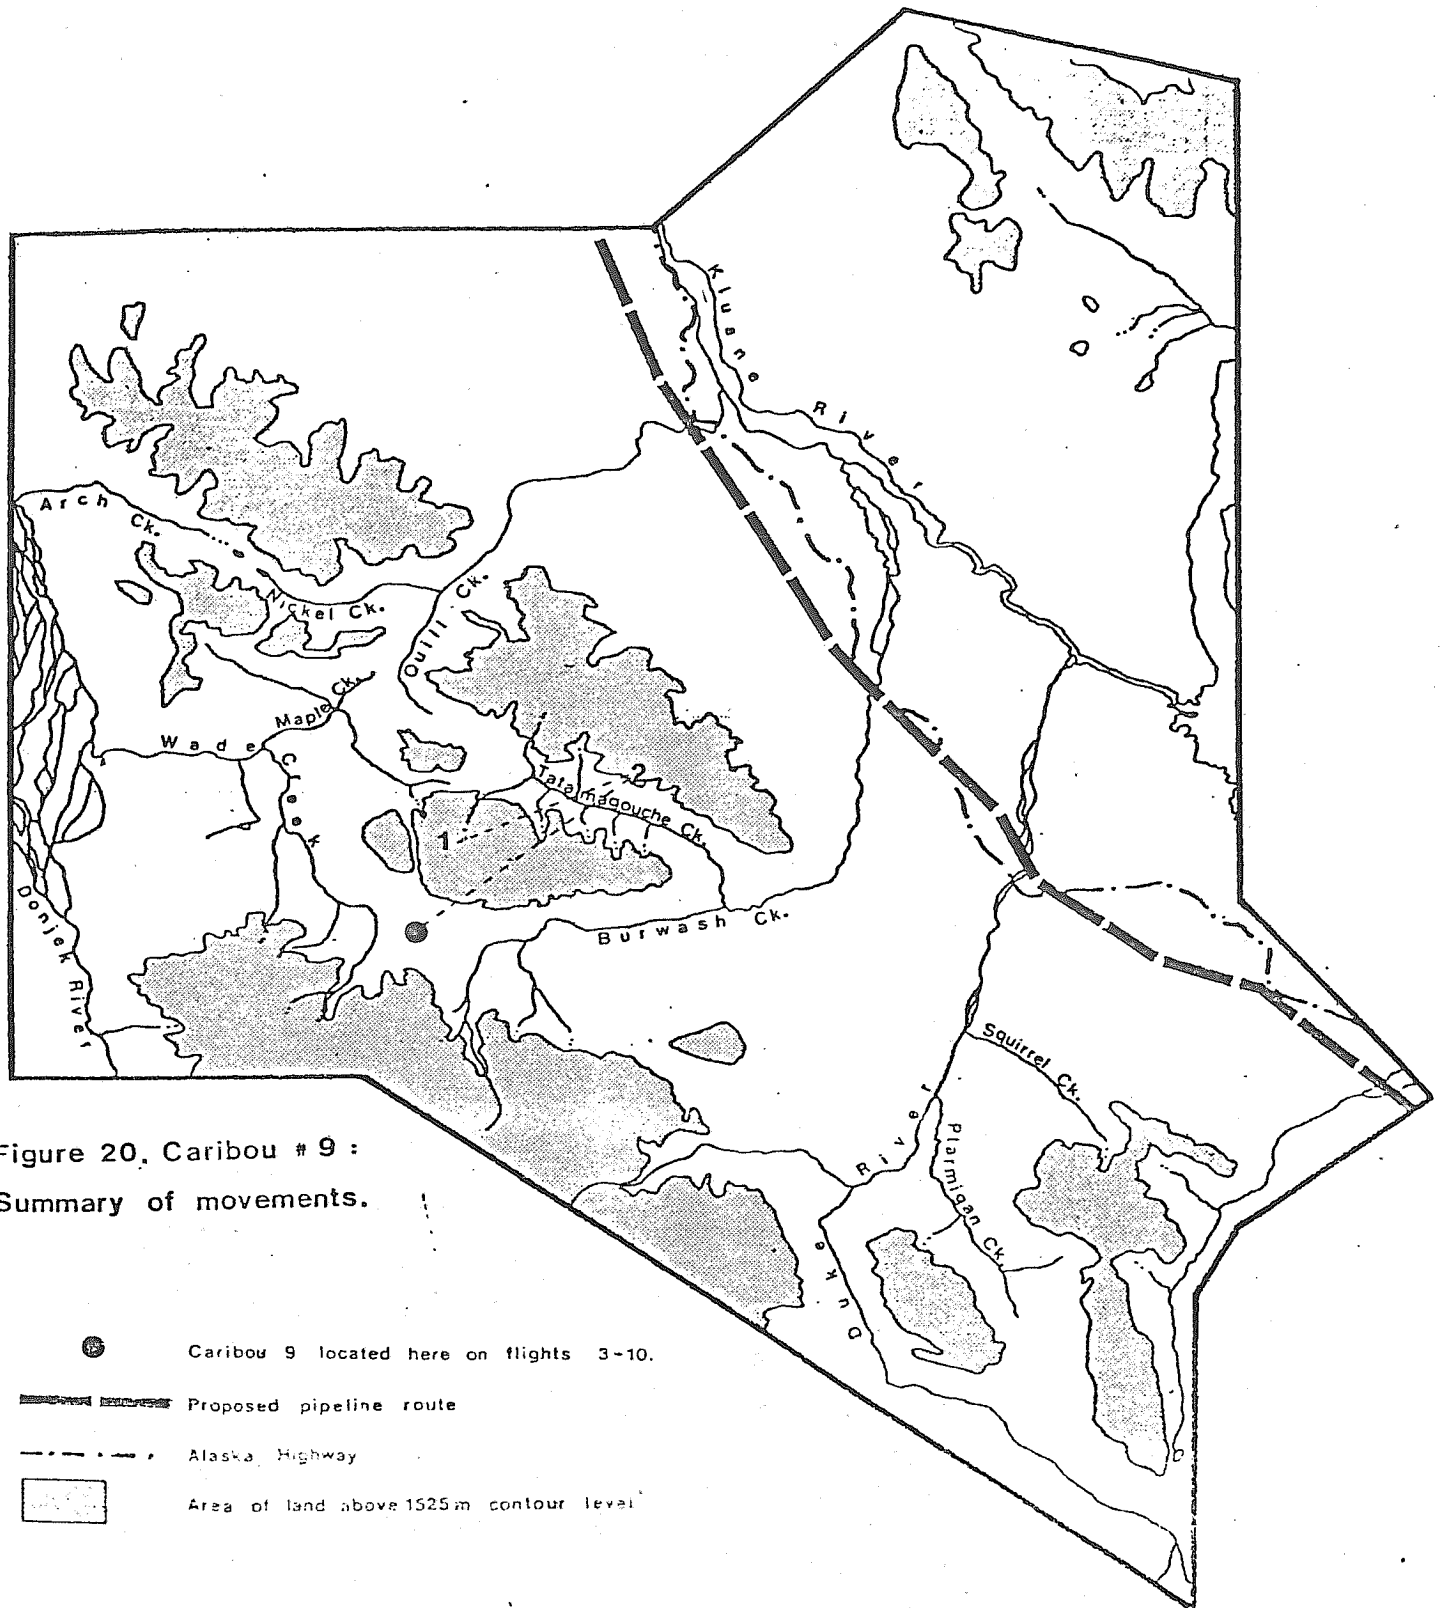 Kluane
River
Arch
Ck.
Nickel Ck.
Quill Ck.
Maple Ck.
Wade
Creek
Tatamagouche Ck.
2
1
Burwash Ck.
Donjek River
Squirrel Ck.
Ptarmigan Ck.
Duke
River
Figure 20. Caribou # 9 :
Summary of movements.
Caribou 9 located here on flights 3-10.
Proposed pipeline route
Alaska Highway
Area of land above 1525 m contour level